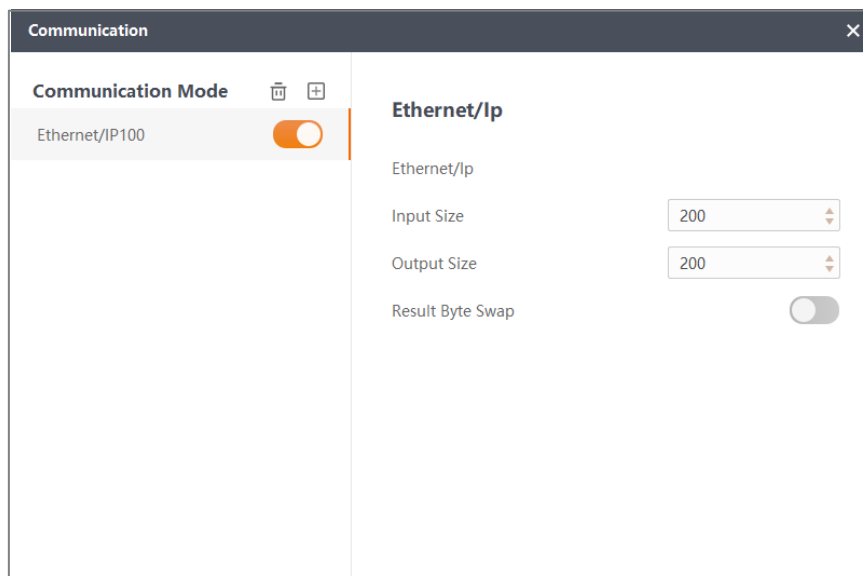 Communication
Communication Mode
Ethernet/IP100
Ethernet/Ip
Ethernet/Ip
Input Size
200
Output Size
200
Result Byte Swap